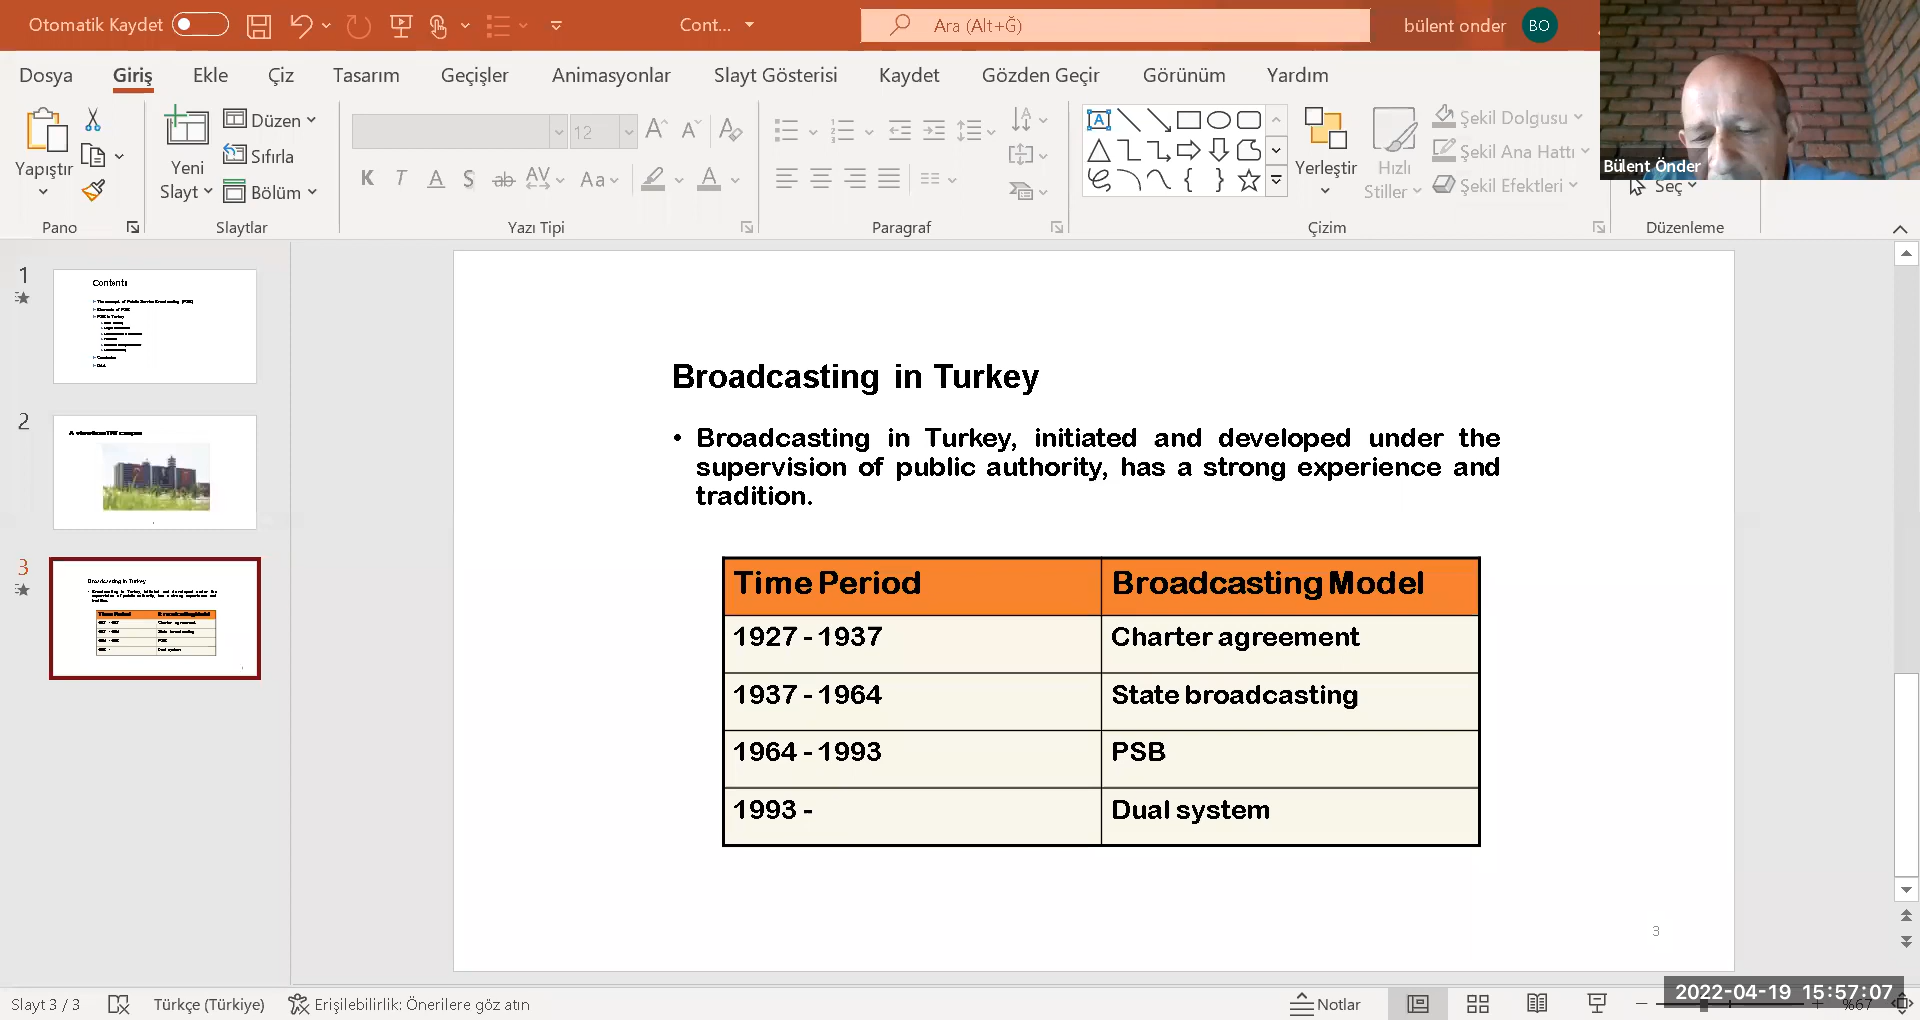 Otomatik Kaydet
Cont...
Ara (Alt+Ğ)
bülent onder
BO
Dosya
Giriş
Ekle
Çiz
Tasarım
Geçişler
Animasyonlar
Slayt Gösterisi
Kaydet
Gözden Geçir
Görünüm
Yardım
Yapıştır
Yeni
Slayt
Düzen
Sıfırla
Bölüm
12
K T A S ab AV Aa A
Yerleştir
Hızlı
Stiller
Şekil Dolgusu
Şekil Ana Hattı
Şekil Efektleri
Bülent Önder
Seç
Pano
Slaytlar
Yazı Tipi
Paragraf
Çizim
Düzenleme
1
Contents
2
3
Broadcasting in Turkey
• Broadcasting in Turkey, initiated and developed under the
supervision of public authority, has a strong experience and
tradition.
Time Period Broadcasting Model
1927 - 1937 Charter agreement
1937 - 1964 State broadcasting
1964 - 1993 PSB
1993 - Dual system
3
Slayt 3 / 3
Türkçe (Türkiye)
Erişilebilirlik: Önerilere göz atın
Notlar
2022-04-19 15:57:07
%67